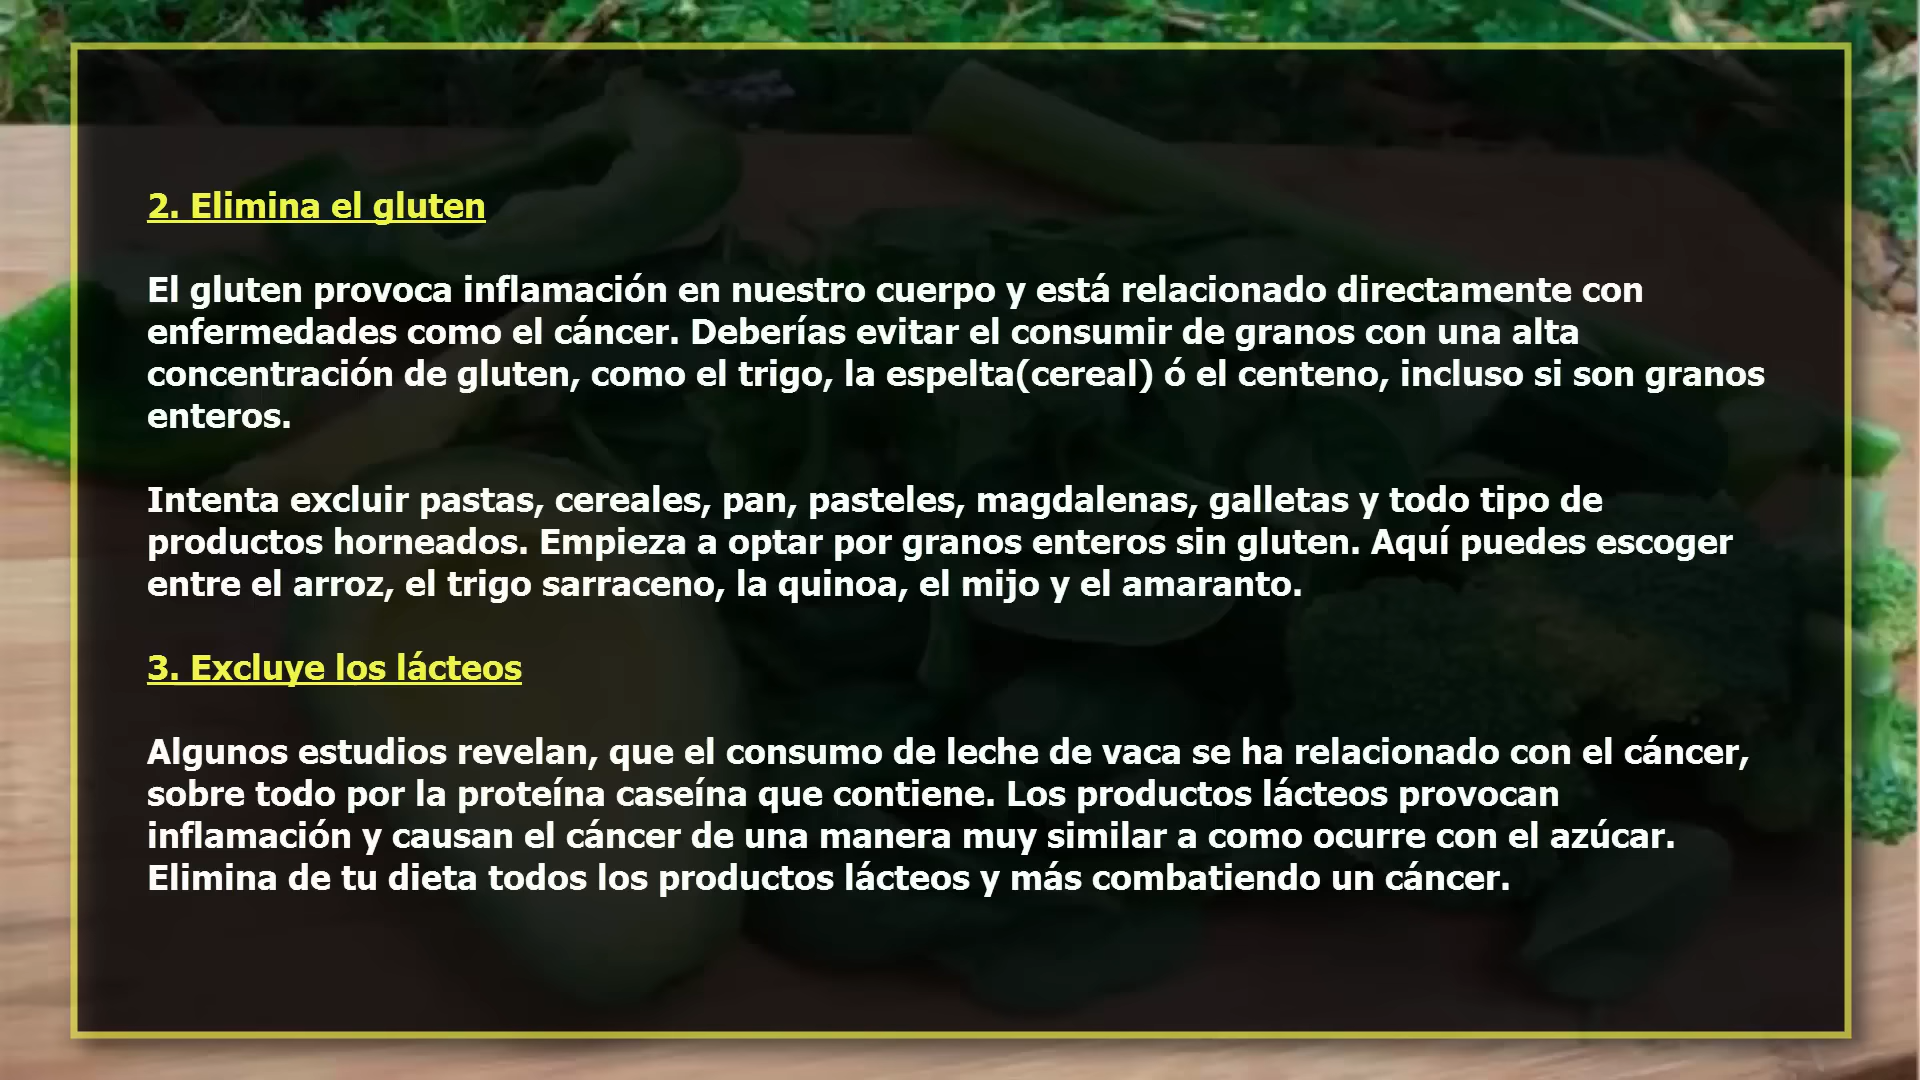 2. Elimina el gluten
El gluten provoca inflamación en nuestro cuerpo y está relacionado directamente con
enfermedades como el cáncer. Deberías evitar el consumir de granos con una alta
concentración de gluten, como el trigo, la espelta(cereal) ó el centeno, incluso si son granos
enteros.
Intenta excluir pastas, cereales, pan, pasteles, magdalenas, galletas y todo tipo de
productos horneados. Empieza a optar por granos enteros sin gluten. Aquí puedes escoger
entre el arroz, el trigo sarraceno, la quinoa, el mijo y el amaranto.
3. Excluye los lácteos
Algunos estudios revelan, que el consumo de leche de vaca se ha relacionado con el cáncer,
sobre todo por la proteína caseína que contiene. Los productos lácteos provocan
inflamación y causan el cáncer de una manera muy similar a como ocurre con el azúcar.
Elimina de tu dieta todos los productos lácteos y más combatiendo un cáncer.